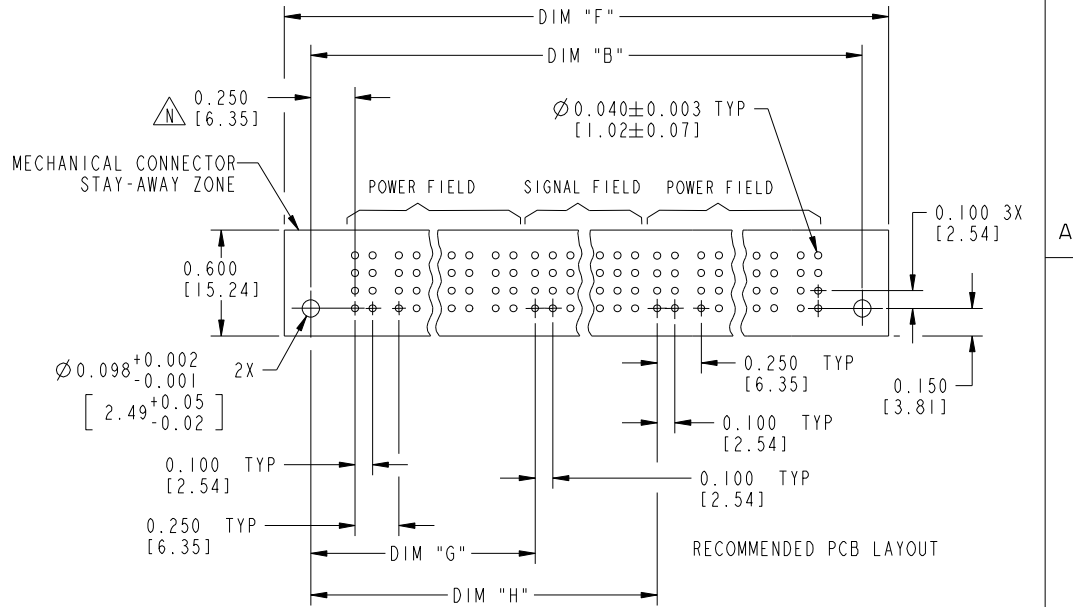 DIM "F"
DIM "B"
0.250
[6.35]
N
Ø0.040±0.003 TYP
[1.02±0.07]
MECHANICAL CONNECTOR
STAY-AWAY ZONE
POWER FIELD
SIGNAL FIELD
POWER FIELD
0.100 3X
[2.54]
A
0.600
[15.24]
Ø0.098 +0.002
-0.001
2X
[2.49 +0.05
-0.02]
0.250 TYP
[6.35]
0.150
[3.81]
0.100 TYP
[2.54]
0.100 TYP
[2.54]
0.100 TYP
[2.54]
0.250 TYP
[6.35]
DIM "G"
RECOMMENDED PCB LAYOUT
DIM "H"